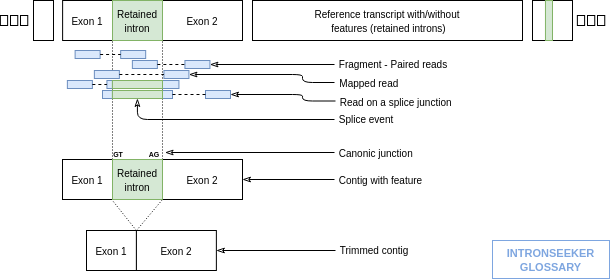 Exon 1
Retained
intron
Exon 2
Reference transcript with/without
features (retained introns)
Fragment - Paired reads
Mapped read
Read on a splice junction
Splice event
GT
AG
Canonic junction
Exon 1
Retained
intron
Exon 2
Contig with feature
Exon 1
Exon 2
Trimmed contig
INTRONSEEKER
GLOSSARY